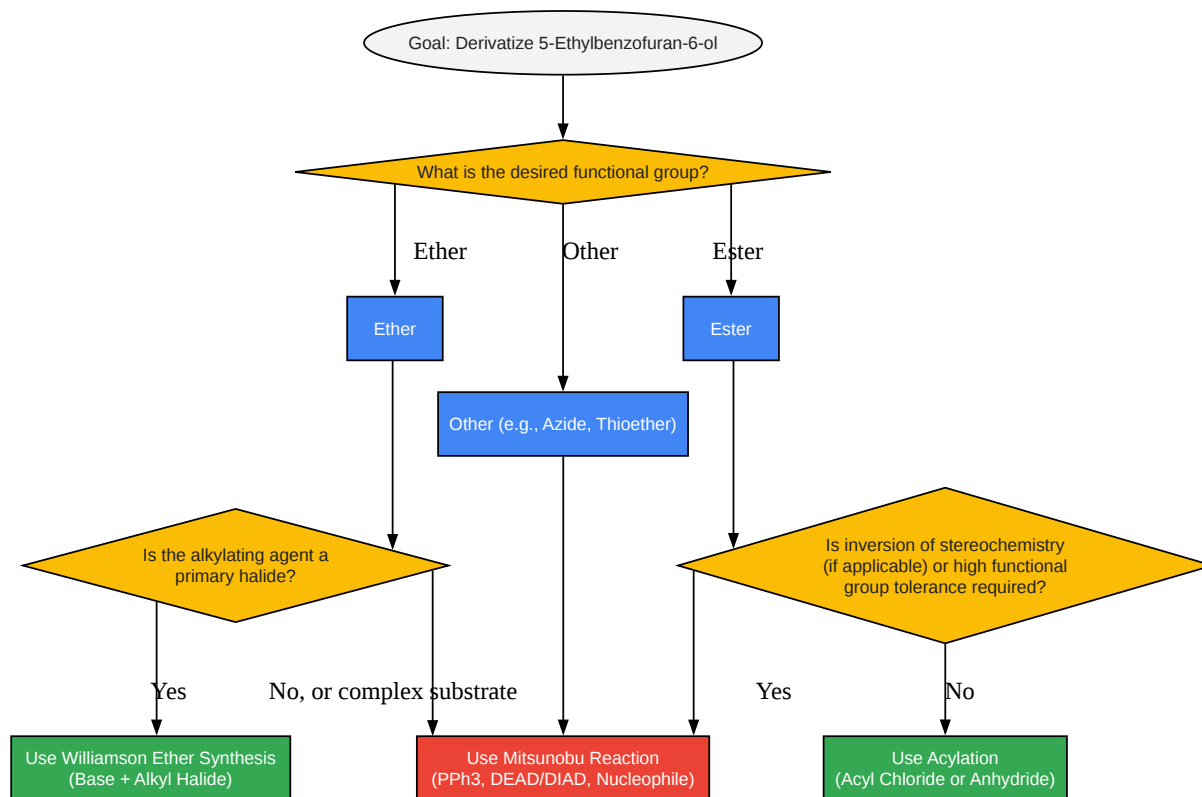 Goal: Derivatize 5-Ethylbenzofuran-6-ol
What is the desired functional group?
Ether
Other
Ester
Ether
Ester
Other (e.g., Azide, Thioether)
Is the alkylating agent a
primary halide?
Is inversion of stereochemistry
(if applicable) or high functional
group tolerance required?
Yes
No, or complex substrate
Yes
No
Use Williamson Ether Synthesis
(Base + Alkyl Halide)
Use Mitsunobu Reaction
(PPh3, DEAD/DIAD, Nucleophile)
Use Acylation
(Acyl Chloride or Anhydride)